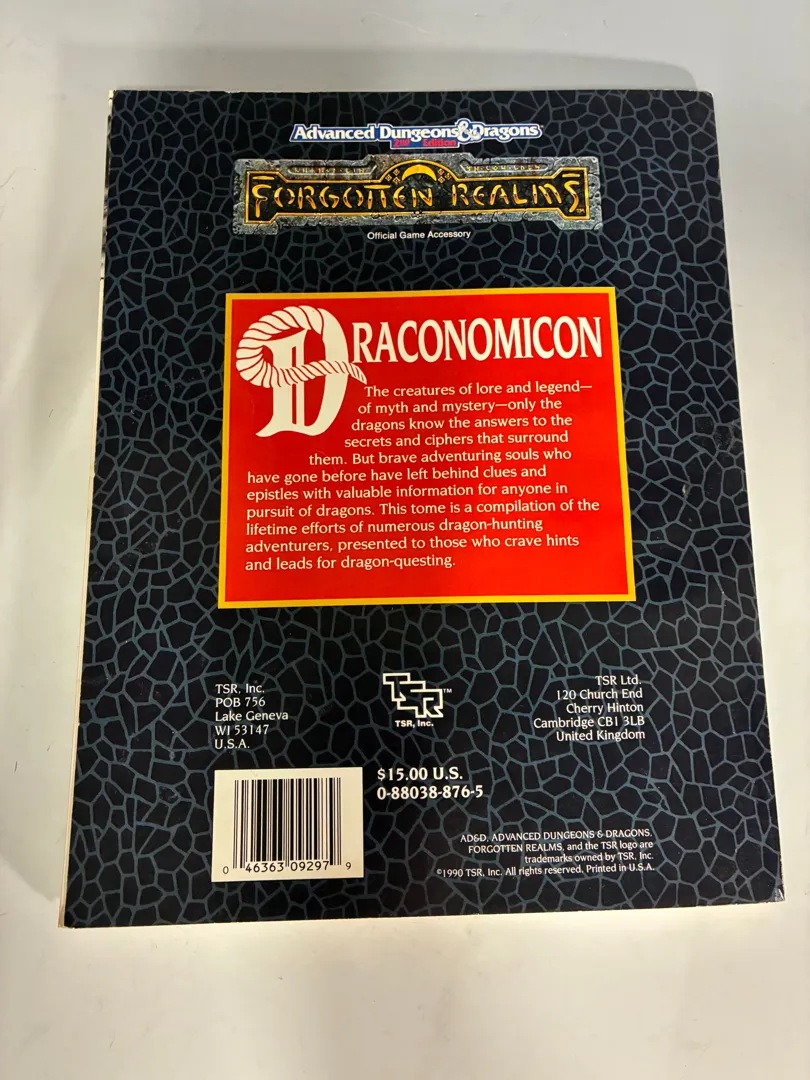 Advanced Dungeons & Dragons
2nd Edition
FORGOTTEN REALMS™
Official Game Accessory
DRACONOMICON
The creatures of lore and legend—
of myth and mystery—only the
dragons know the answers to the
secrets and ciphers that surround
them. But brave adventuring souls who
have gone before have left behind clues and
epistles with valuable information for anyone in
pursuit of dragons. This tome is a compilation of the
lifetime efforts of numerous dragon-hunting
adventurers, presented to those who crave hints
and leads for dragon-questing.
TSR, Inc.
POB 756
Lake Geneva
WI 53147
U.S.A.
TSR™
TSR, Inc.
TSR Ltd.
120 Church End
Cherry Hinton
Cambridge CB1 3LB
United Kingdom
$15.00 U.S.
0-88038-876-5
0 46363 09297 9
AD&D, ADVANCED DUNGEONS & DRAGONS,
FORGOTTEN REALMS, and the TSR logo are
trademarks owned by TSR, Inc.
©1990 TSR, Inc. All rights reserved. Printed in U.S.A.